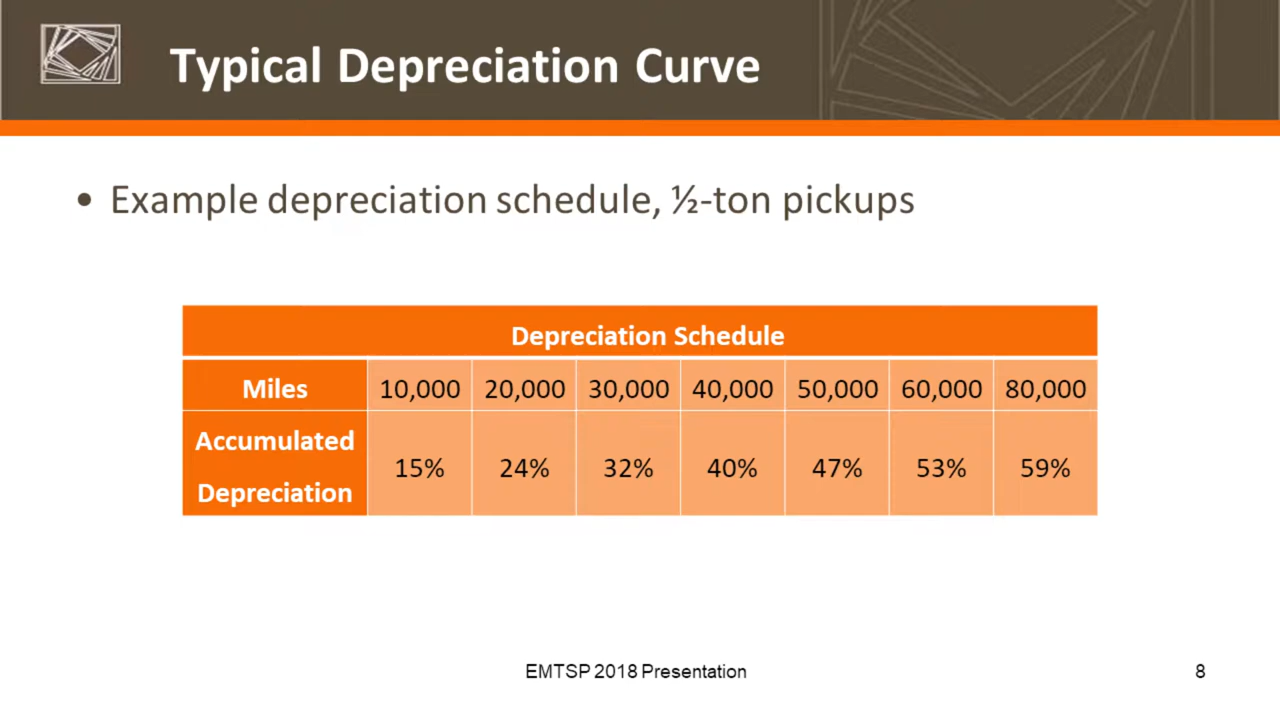 Typical Depreciation Curve
• Example depreciation schedule, ½-ton pickups
Depreciation Schedule
Miles 10,000 20,000 30,000 40,000 50,000 60,000 80,000
Accumulated
Depreciation 15% 24% 32% 40% 47% 53% 59%
EMTSP 2018 Presentation 8